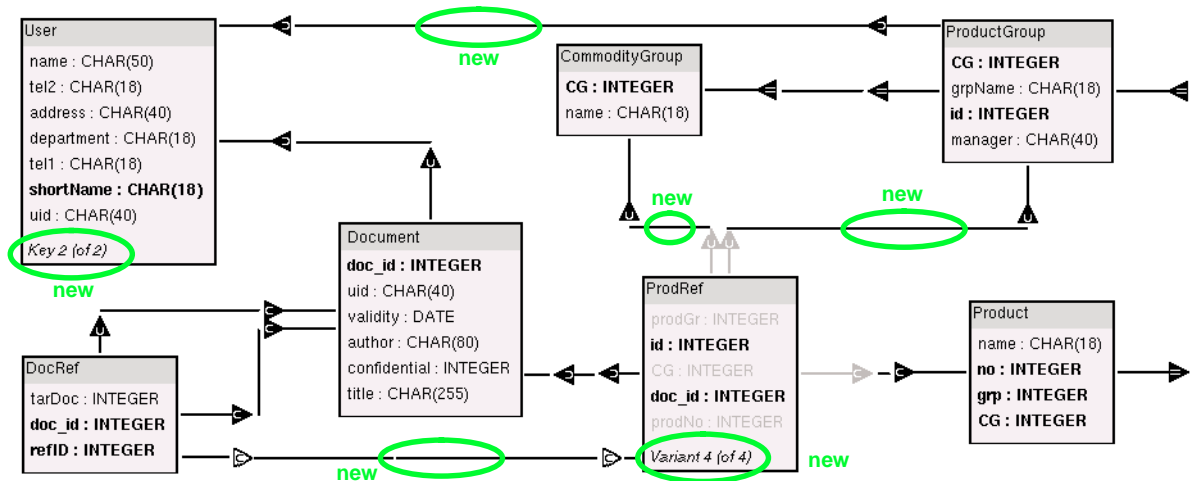 User
name : CHAR(50)
tel2 : CHAR(18)
address : CHAR(40)
department : CHAR(18)
tel1 : CHAR(18)
shortName : CHAR(18)
uid : CHAR(40)
Key 2 (of 2)
new
new
CommodityGroup
CG : INTEGER
name : CHAR(18)
ProductGroup
CG : INTEGER
grpName : CHAR(18)
id : INTEGER
manager : CHAR(40)
new
new
Document
doc_id : INTEGER
uid : CHAR(40)
validity : DATE
author : CHAR(80)
confidential : INTEGER
title : CHAR(255)
ProdRef
prodGr : INTEGER
id : INTEGER
CG : INTEGER
doc_id : INTEGER
prodNo : INTEGER
Variant 4 (of 4)
new
Product
name : CHAR(18)
no : INTEGER
grp : INTEGER
CG : INTEGER
DocRef
tarDoc : INTEGER
doc_id : INTEGER
refID : INTEGER
new